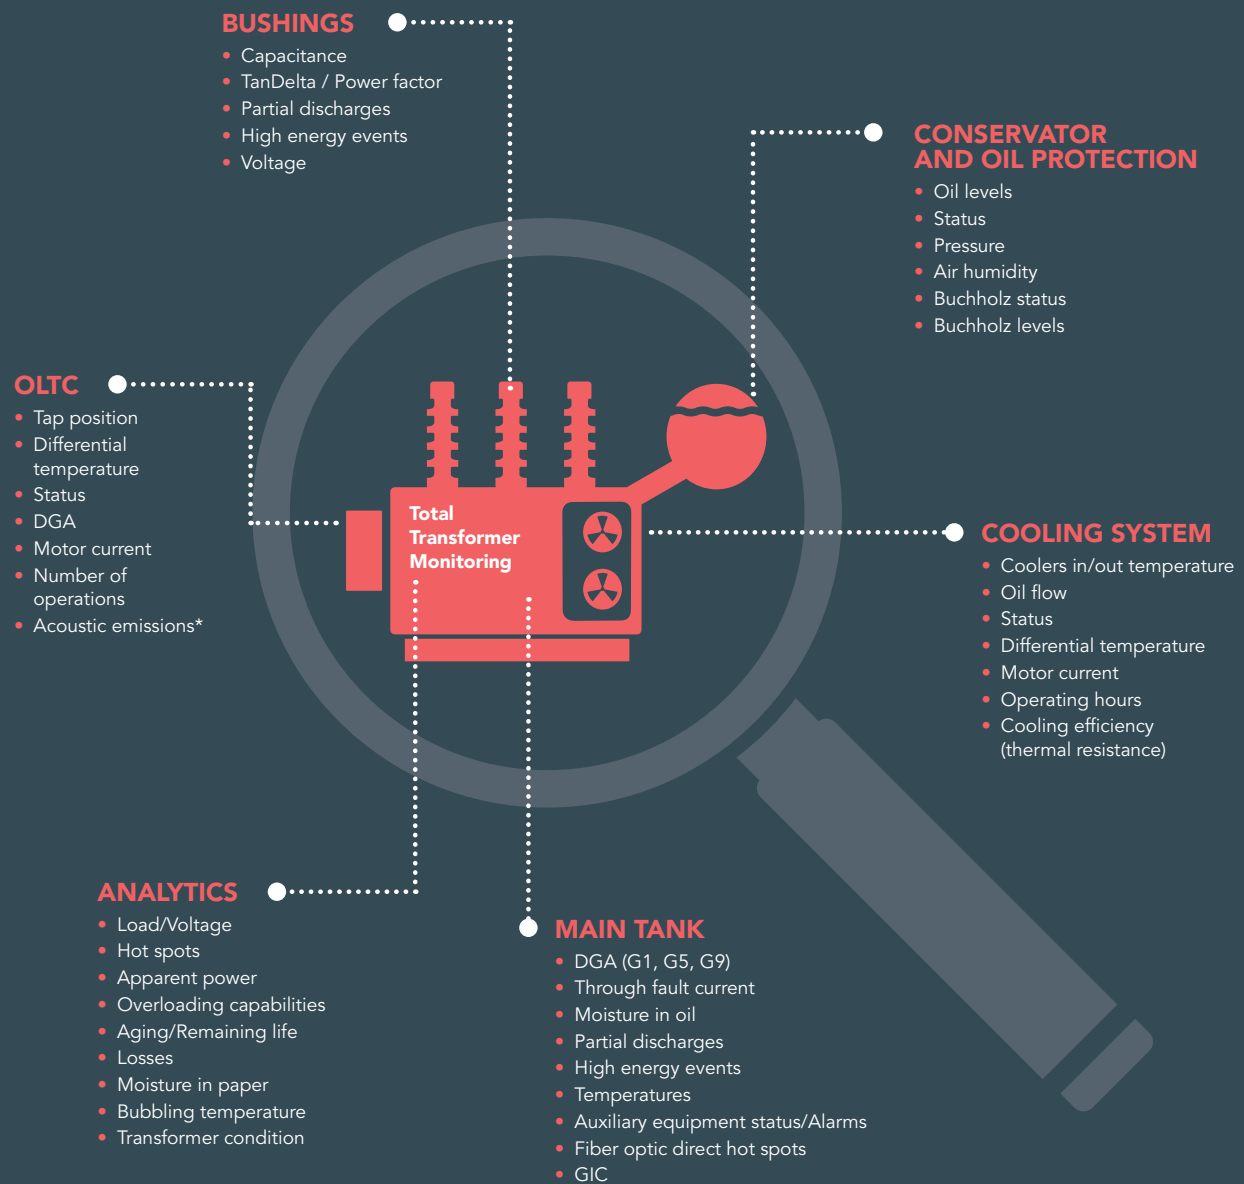 BUSHINGS
• Capacitance
• TanDelta / Power factor
• Partial discharges
• High energy events
• Voltage
CONSERVATOR
AND OIL PROTECTION
• Oil levels
• Status
• Pressure
• Air humidity
• Buchholz status
• Buchholz levels
OLTC
• Tap position
• Differential
temperature
• Status
• DGA
• Motor current
• Number of
operations
• Acoustic emissions*
Total
Transformer
Monitoring
COOLING SYSTEM
• Coolers in/out temperature
• Oil flow
• Status
• Differential temperature
• Motor current
• Operating hours
• Cooling efficiency
(thermal resistance)
ANALYTICS
• Load/Voltage
• Hot spots
• Apparent power
• Overloading capabilities
• Aging/Remaining life
• Losses
• Moisture in paper
• Bubbling temperature
• Transformer condition
MAIN TANK
• DGA (G1, G5, G9)
• Through fault current
• Moisture in oil
• Partial discharges
• High energy events
• Temperatures
• Auxiliary equipment status/Alarms
• Fiber optic direct hot spots
• GIC